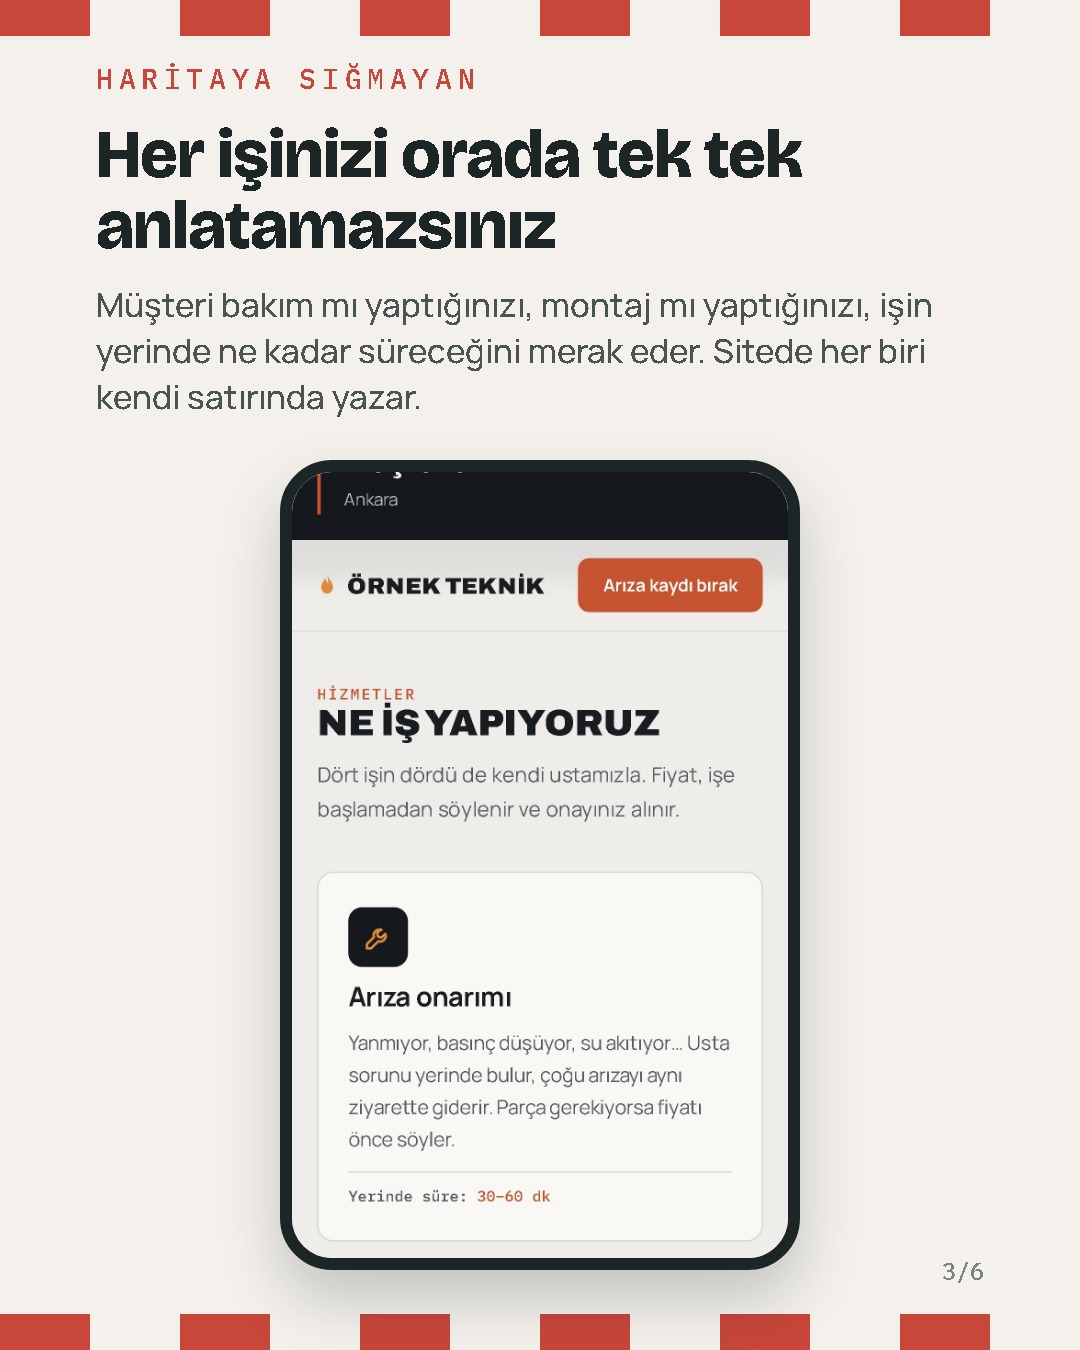 HARİTAYA SIĞMAYAN
Her işinizi orada tek tek
anlatamazsınız
Müşteri bakım mı yaptığınızı, montaj mı yaptığınızı, işin
yerinde ne kadar süreceğini merak eder. Sitede her biri
kendi satırında yazar.
Ankara
ÖRNEK TEKNİK
Arıza kaydı bırak
HİZMETLER
NE İŞ YAPIYORUZ
Dört işin dördü de kendi ustamızla. Fiyat, işe
başlamadan söylenir ve onayınız alınır.
Arıza onarımı
Yanmıyor, basınç düşüyor, su akıtıyor... Usta
sorunu yerinde bulur, çoğu arızayı aynı
ziyarette giderir. Parça gerekiyorsa fiyatı
önce söyler.
Yerinde süre: 30–60 dk
3/6